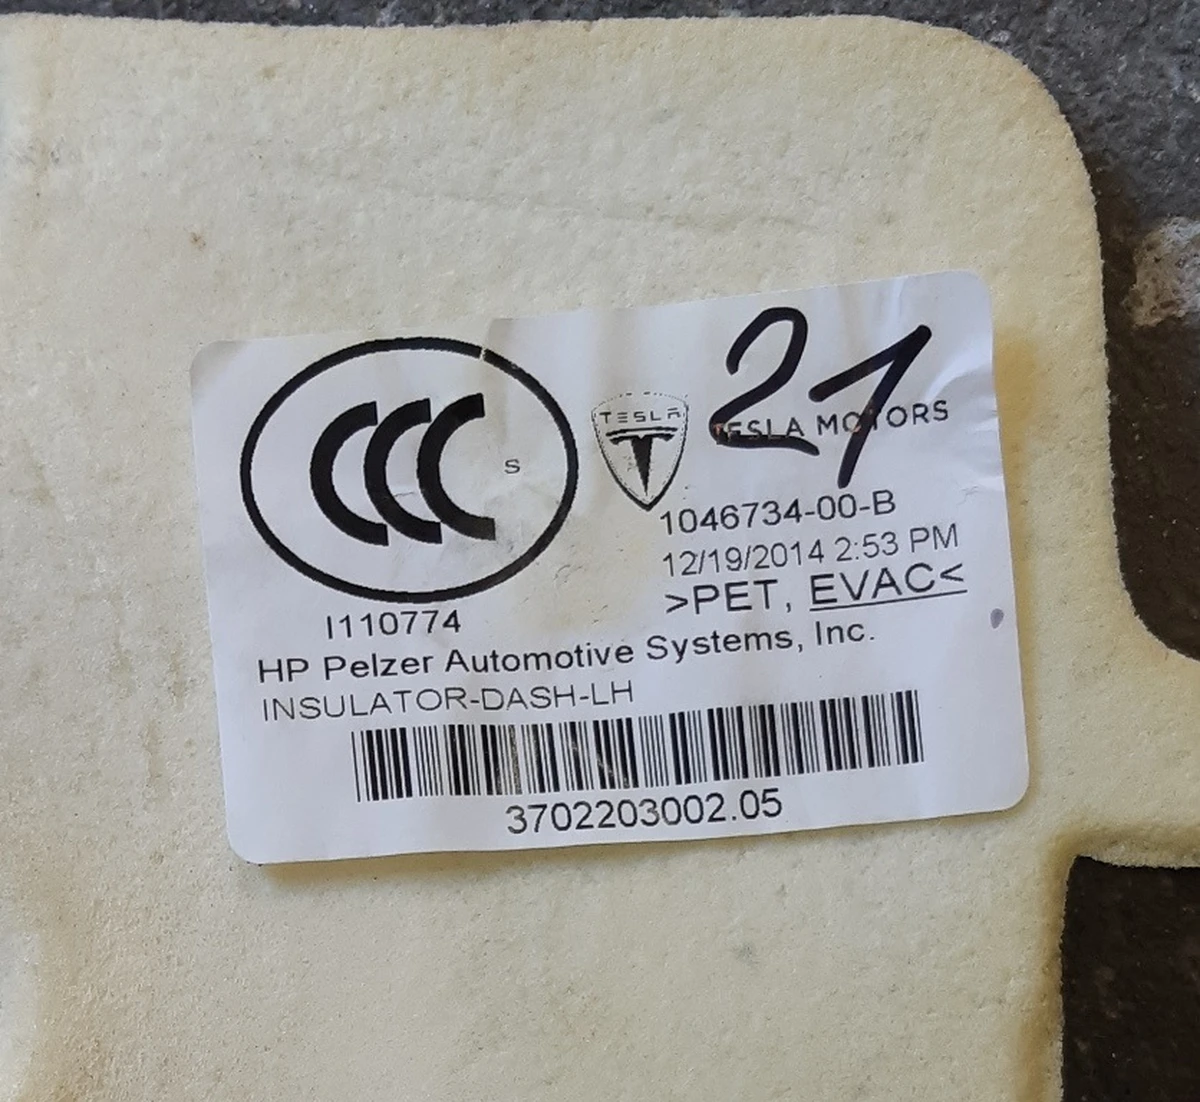 21
CCC S
TESLA
TESLA MOTORS
1046734-00-B
12/19/2014 2:53 PM
>PET, EVAC<
I110774
HP Pelzer Automotive Systems, Inc.
INSULATOR-DASH-LH
3702203002.05